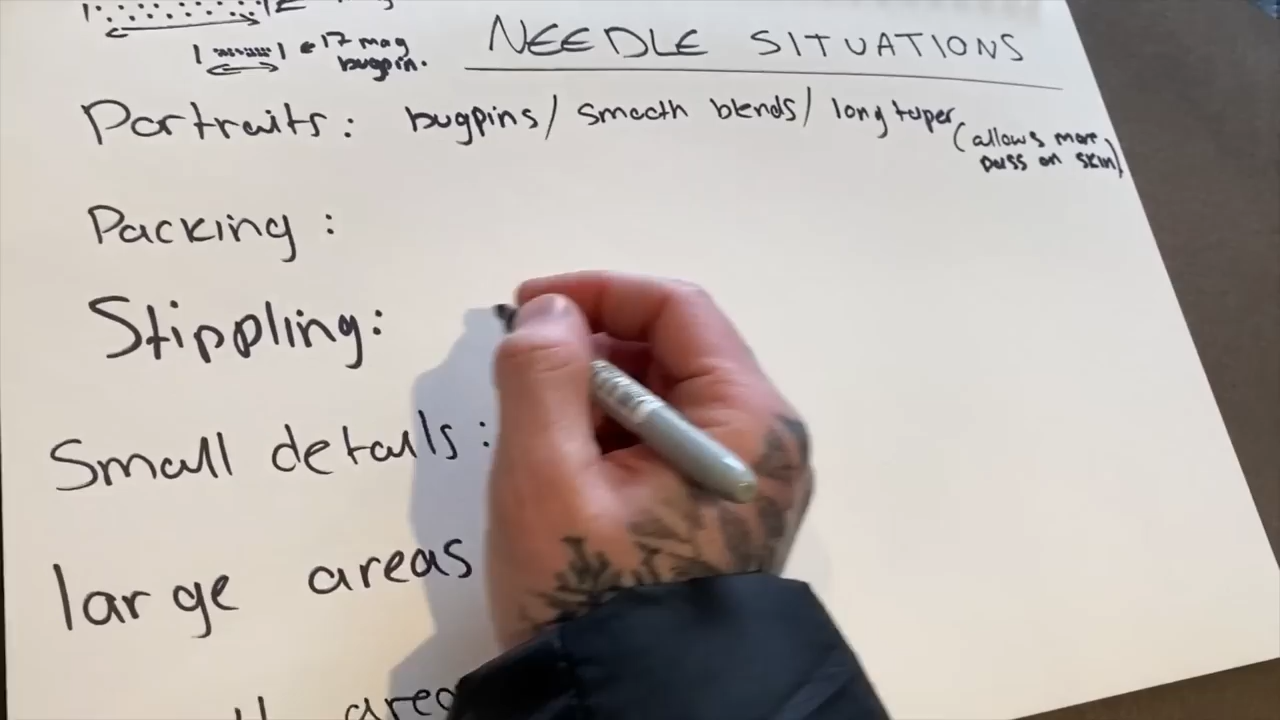 17 mag
bugpin.
NEEDLE SITUATIONS
Portraits: bugpins/ smooth blends/ long taper
(allows more
pass on skin)
Packing:
Stippling:
Small details:
large areas
area